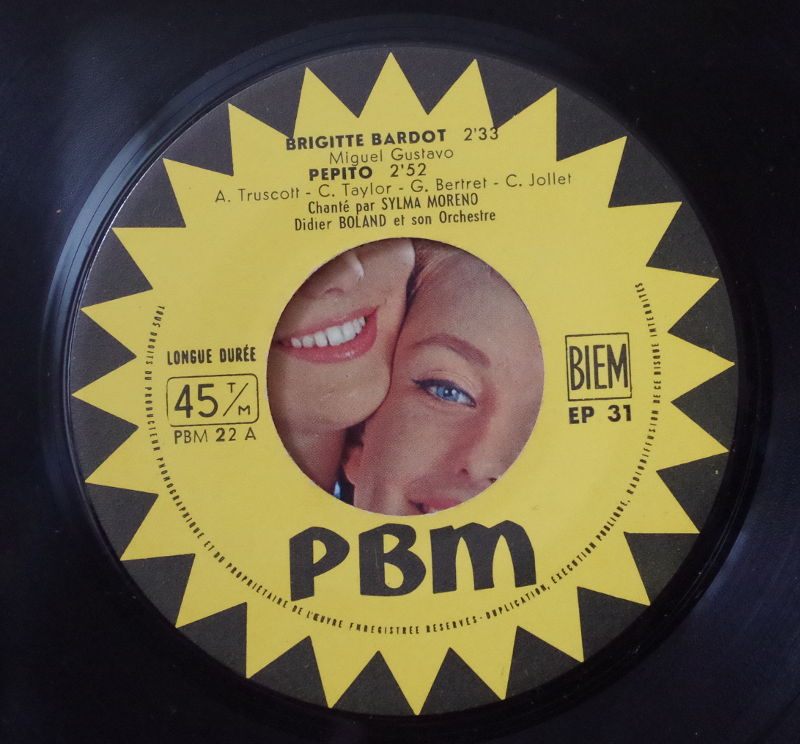 BRIGITTE BARDOT 2'33
Miguel Gustavo
PEPITO 2'52
A. Truscott - C. Taylor - G. Bertret - C. Jollet
Chanté par SYLMA MORENO
Didier BOLAND et son Orchestre
LONGUE DURÉE
45 T/M
PBM 22 A
BIEM
EP 31
PBM
TOUS DROITS DU PRODUCTEUR PHONOGRAPHIQUE ET DU PROPRIÉTAIRE DE L'ŒUVRE ENREGISTRÉE RÉSERVÉS - DUPLICATION, EXÉCUTION PUBLIQUE, RADIODIFFUSION DE CE DISQUE INTERDITES